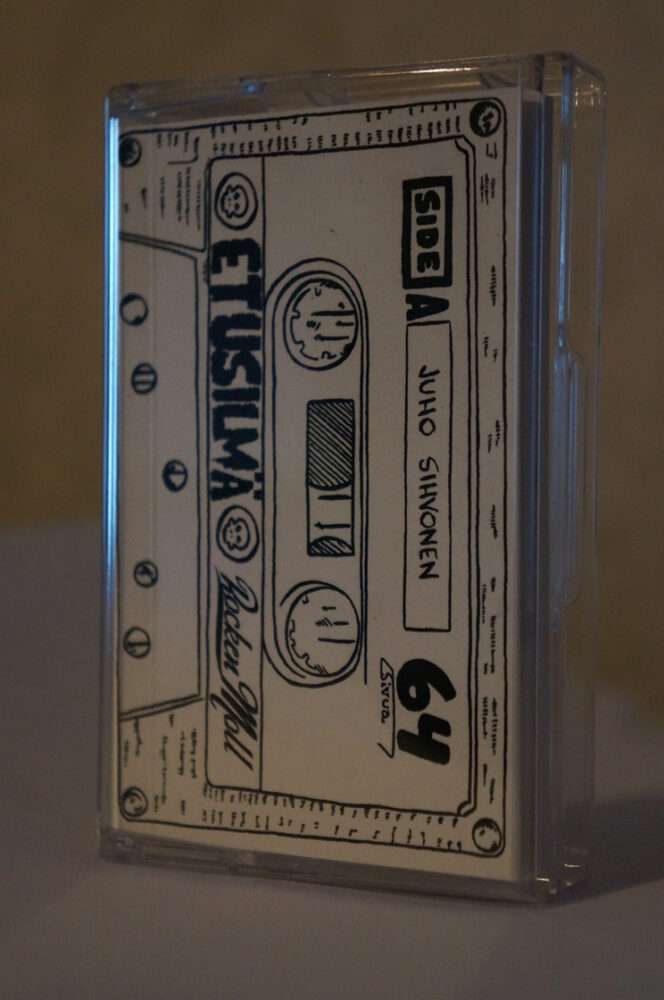 SIDE A JUHO SIHVONEN 64
Sivua
ETUSILMÄ Rocken Moll